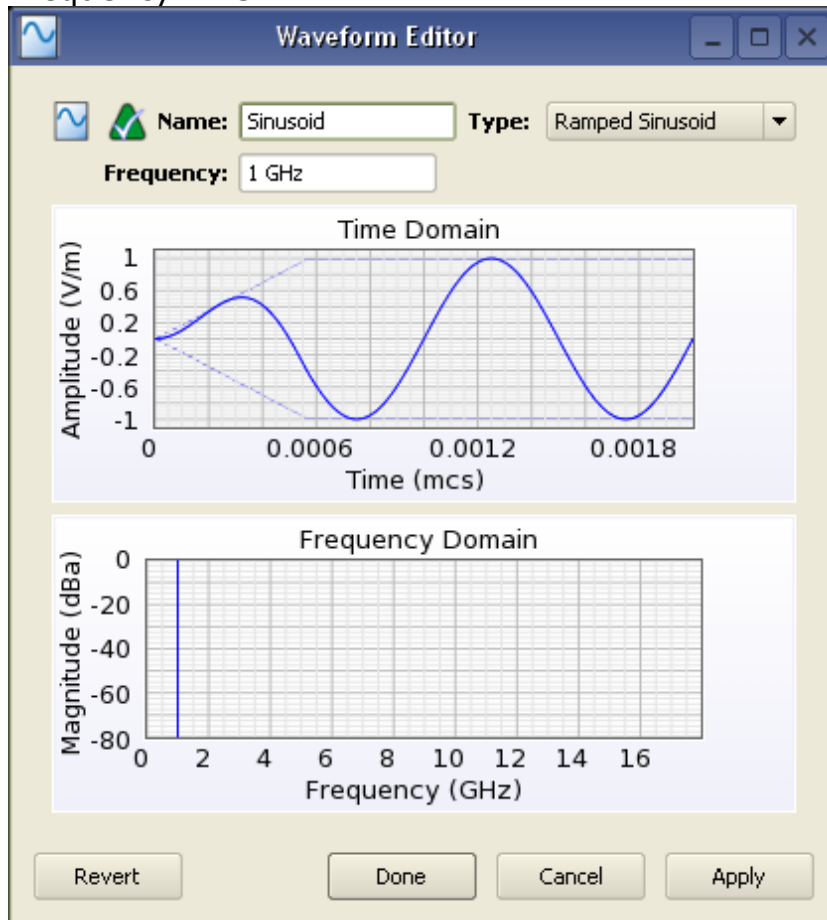 Waveform Editor
Name: Sinusoid Type: Ramped Sinusoid
Frequency: 1 GHz
Time Domain
Amplitude (V/m)
1
0.6
0.2
-0.2
-0.6
-1
0 0.0006 0.0012 0.0018
Time (mcs)
Frequency Domain
Magnitude (dBa)
0
-20
-40
-60
-80
0 2 4 6 8 10 12 14 16
Frequency (GHz)
Revert Done Cancel Apply